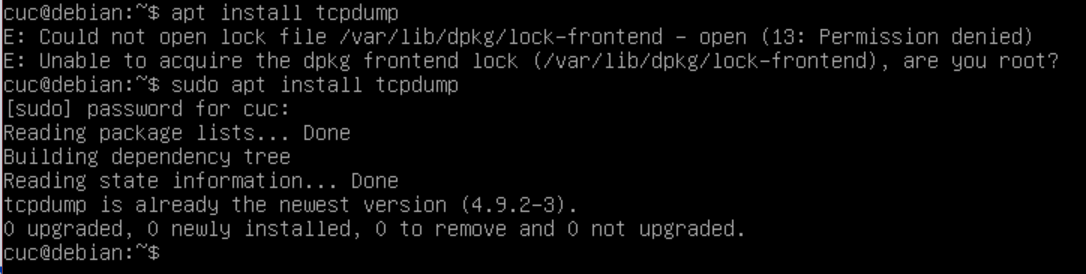 cuc@debian:~$ apt install tcpdump
E: Could not open lock file /var/lib/dpkg/lock-frontend - open (13: Permission denied)
E: Unable to acquire the dpkg frontend lock (/var/lib/dpkg/lock-frontend), are you root?
cuc@debian:~$ sudo apt install tcpdump
[sudo] password for cuc:
Reading package lists... Done
Building dependency tree
Reading state information... Done
tcpdump is already the newest version (4.9.2-3).
0 upgraded, 0 newly installed, 0 to remove and 0 not upgraded.
cuc@debian:~$